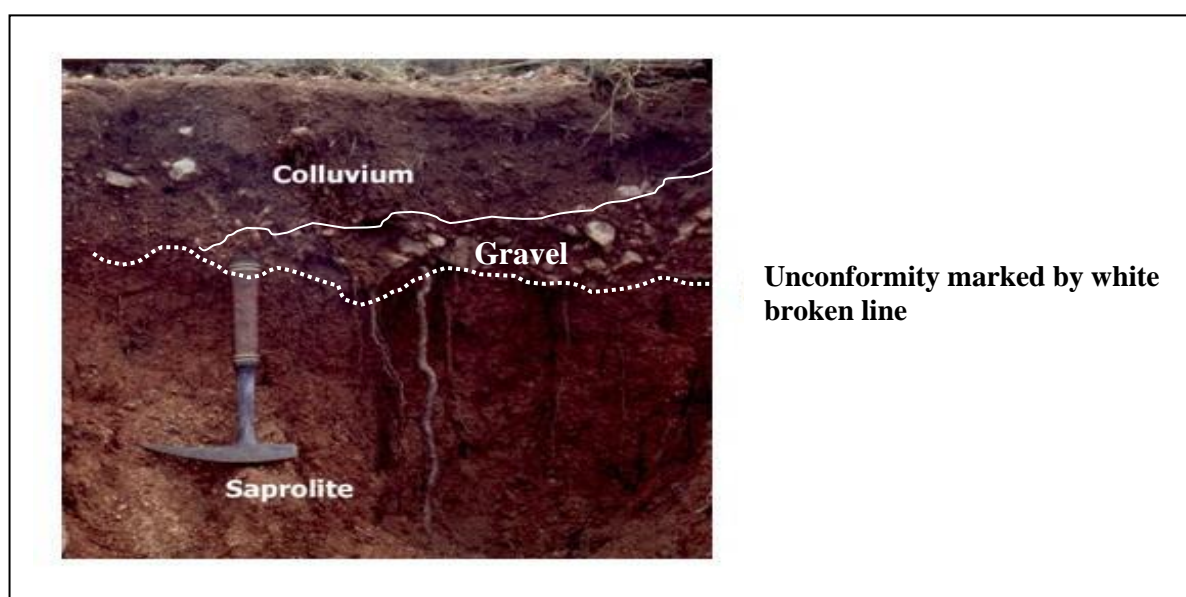 Colluvium
Gravel
Saprolite
Unconformity marked by white
broken line